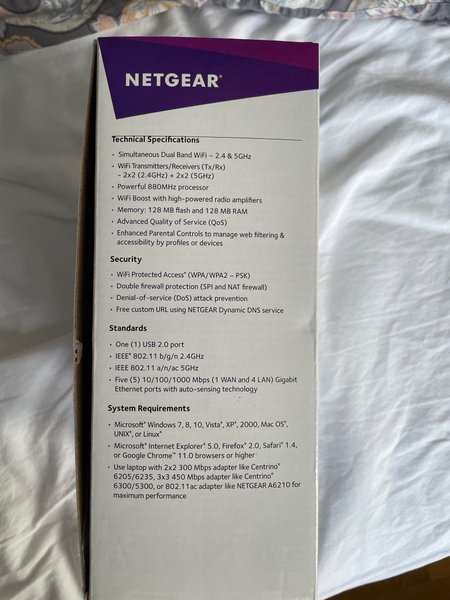 NETGEAR®
Technical Specifications
• Simultaneous Dual Band WiFi – 2.4 & 5GHz
• WiFi Transmitters/Receivers (Tx/Rx)
– 2x2 (2.4GHz) + 2x2 (5GHz)
• Powerful 880MHz processor
• WiFi Boost with high-powered radio amplifiers
• Memory: 128 MB flash and 128 MB RAM
• Advanced Quality of Service (QoS)
• Enhanced Parental Controls to manage web filtering &
accessibility by profiles or devices
Security
• WiFi Protected Access® (WPA/WPA2 – PSK)
• Double firewall protection (SPI and NAT firewall)
• Denial-of-service (DoS) attack prevention
• Free custom URL using NETGEAR Dynamic DNS service
Standards
• One (1) USB 2.0 port
• IEEE® 802.11 b/g/n 2.4GHz
• IEEE 802.11 a/n/ac 5GHz
• Five (5) 10/100/1000 Mbps (1 WAN and 4 LAN) Gigabit
Ethernet ports with auto-sensing technology
System Requirements
• Microsoft® Windows 7, 8, 10, Vista®, XP®, 2000, Mac OS®,
UNIX®, or Linux®
• Microsoft® Internet Explorer® 5.0, Firefox® 2.0, Safari® 1.4,
or Google Chrome™ 11.0 browsers or higher
• Use laptop with 2x2 300 Mbps adapter like Centrino®
6205/6235, 3x3 450 Mbps adapter like Centrino®
6300/5300, or 802.11ac adapter like NETGEAR A6210 for
maximum performance